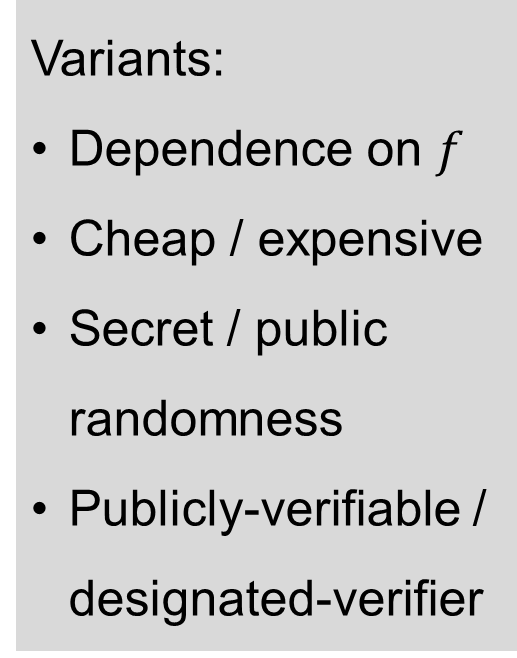 Variants:
• Dependence on f
• Cheap / expensive
• Secret / public
randomness
• Publicly-verifiable /
designated-verifier